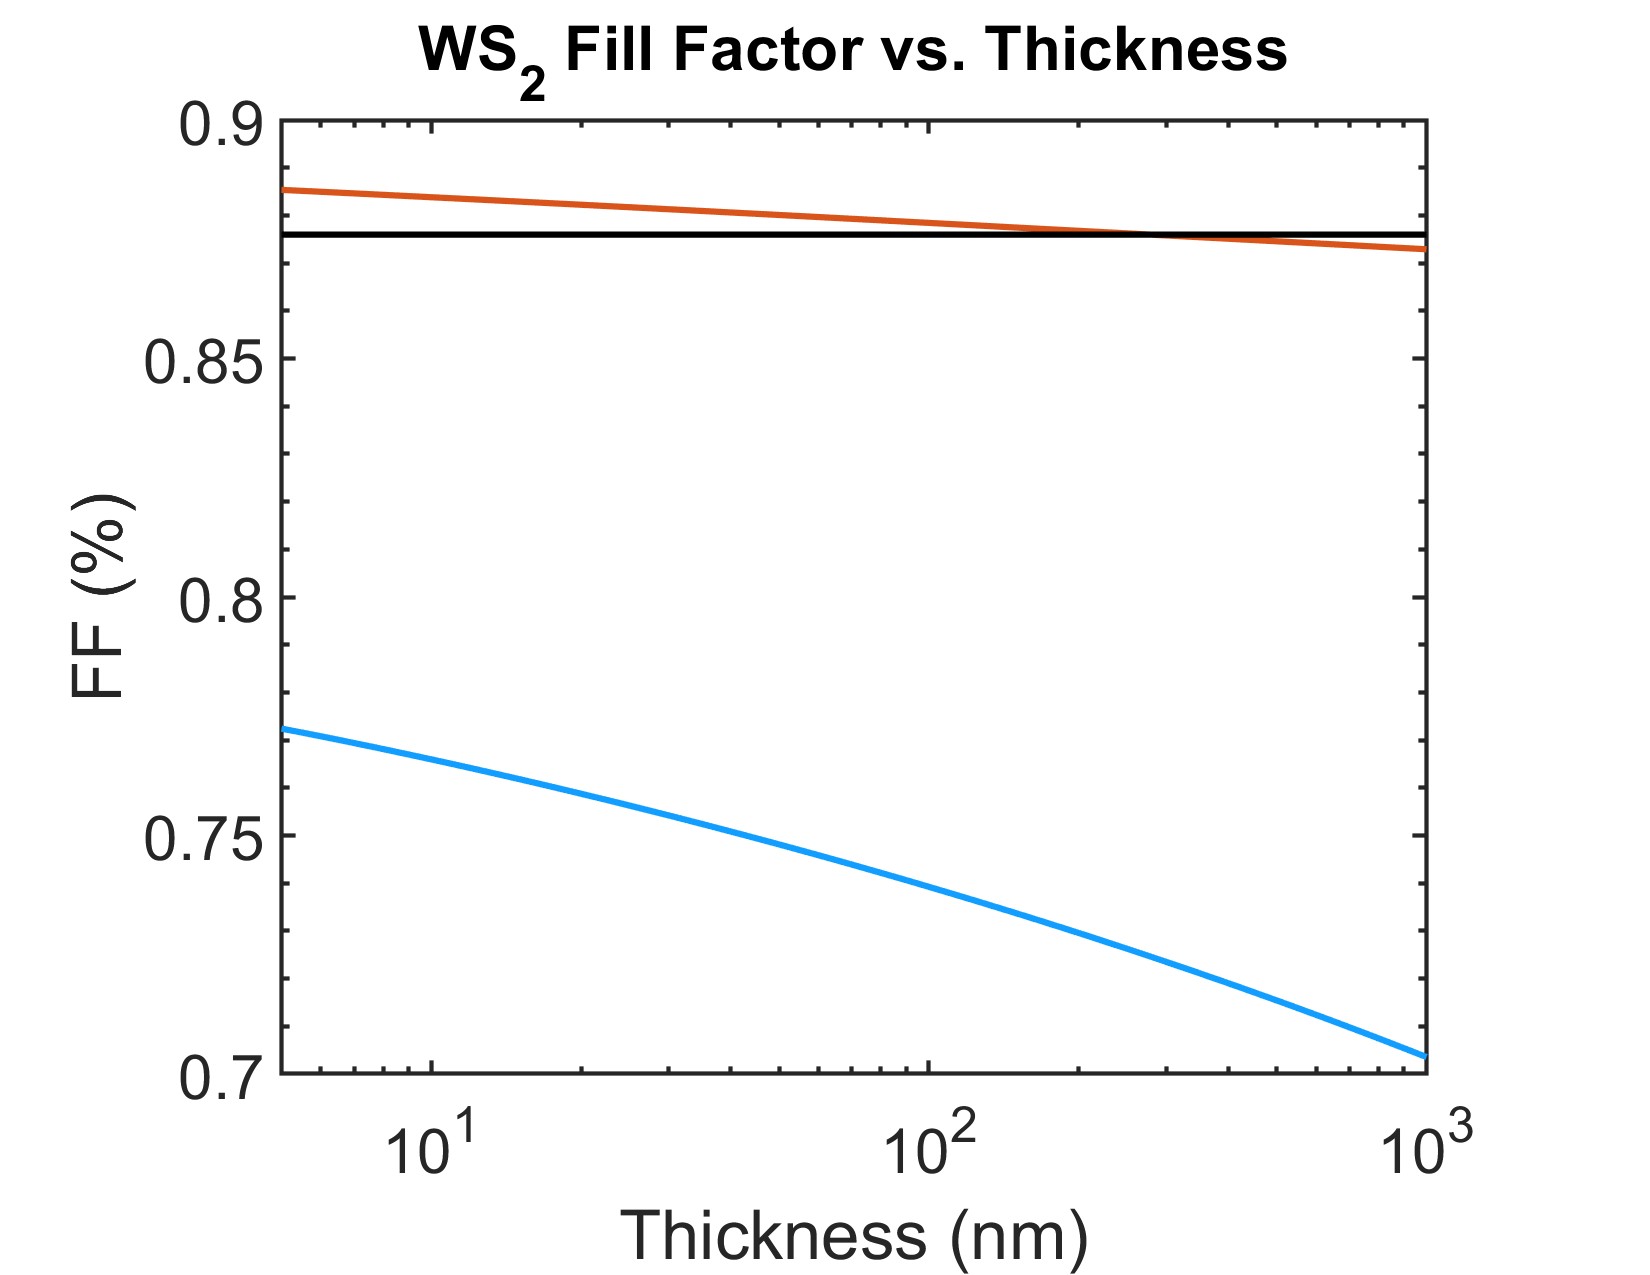 WS2 Fill Factor vs. Thickness
0.9
0.85
0.8
0.75
0.7
FF (%)
10^1 10^2 10^3
Thickness (nm)